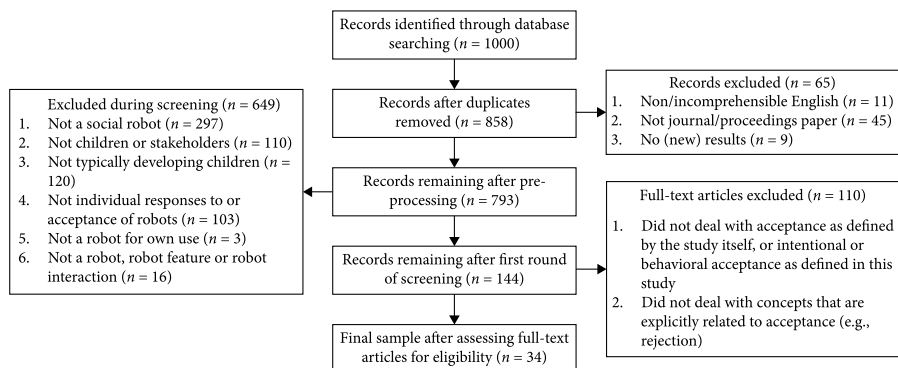 Records identified through database
searching (n = 1000)
Records after duplicates
removed (n = 858)
Records excluded (n = 65)
1. Non/incomprehensible English (n = 11)
2. Not journal/proceedings paper (n = 45)
3. No (new) results (n = 9)
Excluded during screening (n = 649)
1. Not a social robot (n = 297)
2. Not children or stakeholders (n = 110)
3. Not typically developing children (n =
120)
4. Not individual responses to or
acceptance of robots (n = 103)
5. Not a robot for own use (n = 3)
6. Not a robot, robot feature or robot
interaction (n = 16)
Records remaining after pre-
processing (n = 793)
Records remaining after first round
of screening (n = 144)
Full-text articles excluded (n = 110)
1. Did not deal with acceptance as defined
by the study itself, or intentional or
behavioral acceptance as defined in this
study
2. Did not deal with concepts that are
explicitly related to acceptance (e.g.,
rejection)
Final sample after assessing full-text
articles for eligibility (n = 34)